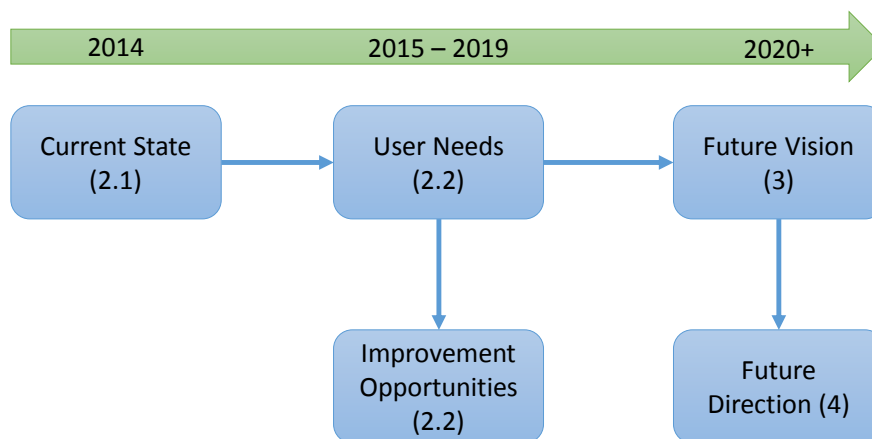 2014
2015 – 2019
2020+
Current State
(2.1)
User Needs
(2.2)
Future Vision
(3)
Improvement
Opportunities
(2.2)
Future
Direction (4)